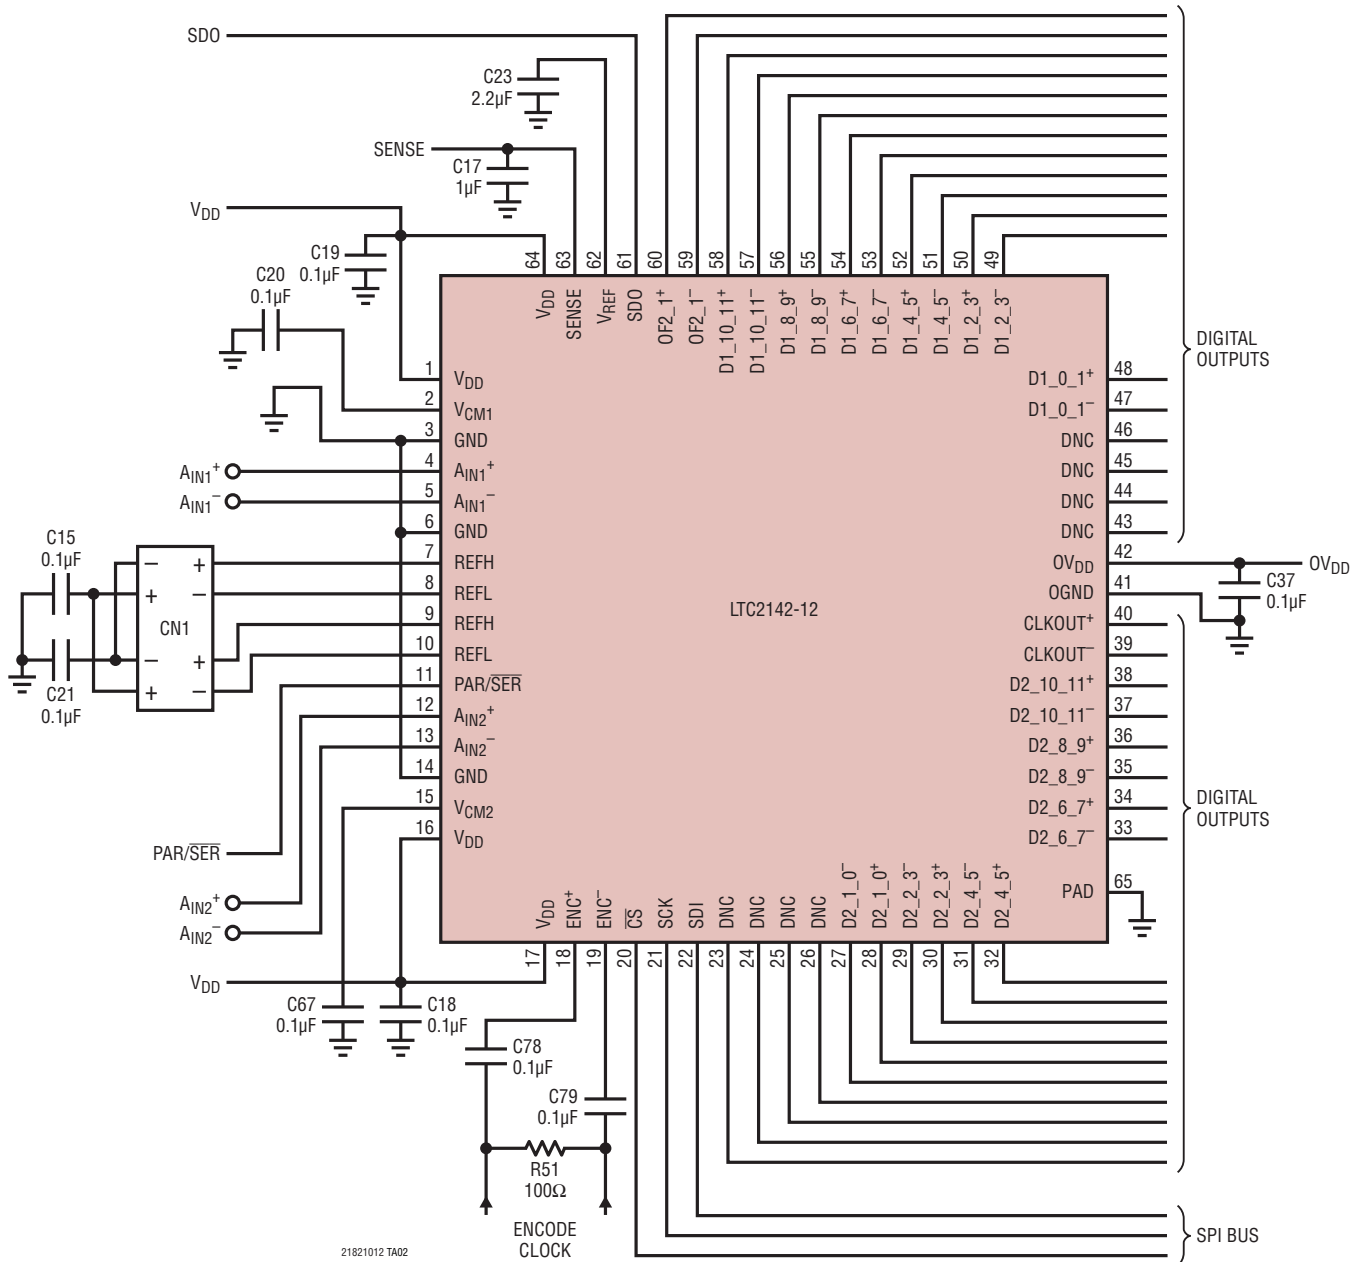 SDO
C23
2.2µF
SENSE
C17
1µF
VDD
C19
0.1µF
C20
0.1µF
64
63
62
61
60
59
58
57
56
55
54
53
52
51
50
49
VDD
SENSE
VREF
SDO
OF2_1+
OF2_1–
D1_10_11+
D1_10_11–
D1_8_9+
D1_8_9–
D1_6_7+
D1_6_7–
D1_4_5+
D1_4_5–
D1_2_3+
D1_2_3–
DIGITAL
OUTPUTS
1 VDD
2 VCM1
3 GND
AIN1+ 4 AIN1+
AIN1– 5 AIN1–
6 GND
7 REFH
8 REFL
9 REFH
10 REFL
11 PAR/SER
12 AIN2+
13 AIN2–
14 GND
15 VCM2
16 VDD
C15
0.1µF
– +
+ –
CN1
– +
+ –
C21
0.1µF
LTC2142-12
D1_0_1+ 48
D1_0_1– 47
DNC 46
DNC 45
DNC 44
DNC 43
OVDD 42 OVDD
OGND 41
C37
0.1µF
CLKOUT+ 40
CLKOUT– 39
D2_10_11+ 38
D2_10_11– 37
D2_8_9+ 36
D2_8_9– 35
D2_6_7+ 34
D2_6_7– 33
PAD 65
DIGITAL
OUTPUTS
PAR/SER
AIN2+
AIN2–
VDD
VDD
ENC+
ENC–
CS
SCK
SDI
DNC
DNC
DNC
DNC
D2_1_0–
D2_1_0+
D2_2_3–
D2_2_3+
D2_4_5–
D2_4_5+
17
18
19
20
21
22
23
24
25
26
27
28
29
30
31
32
C67
0.1µF
C18
0.1µF
C78
0.1µF
C79
0.1µF
R51
100Ω
ENCODE
CLOCK
SPI BUS
21821012 TA02